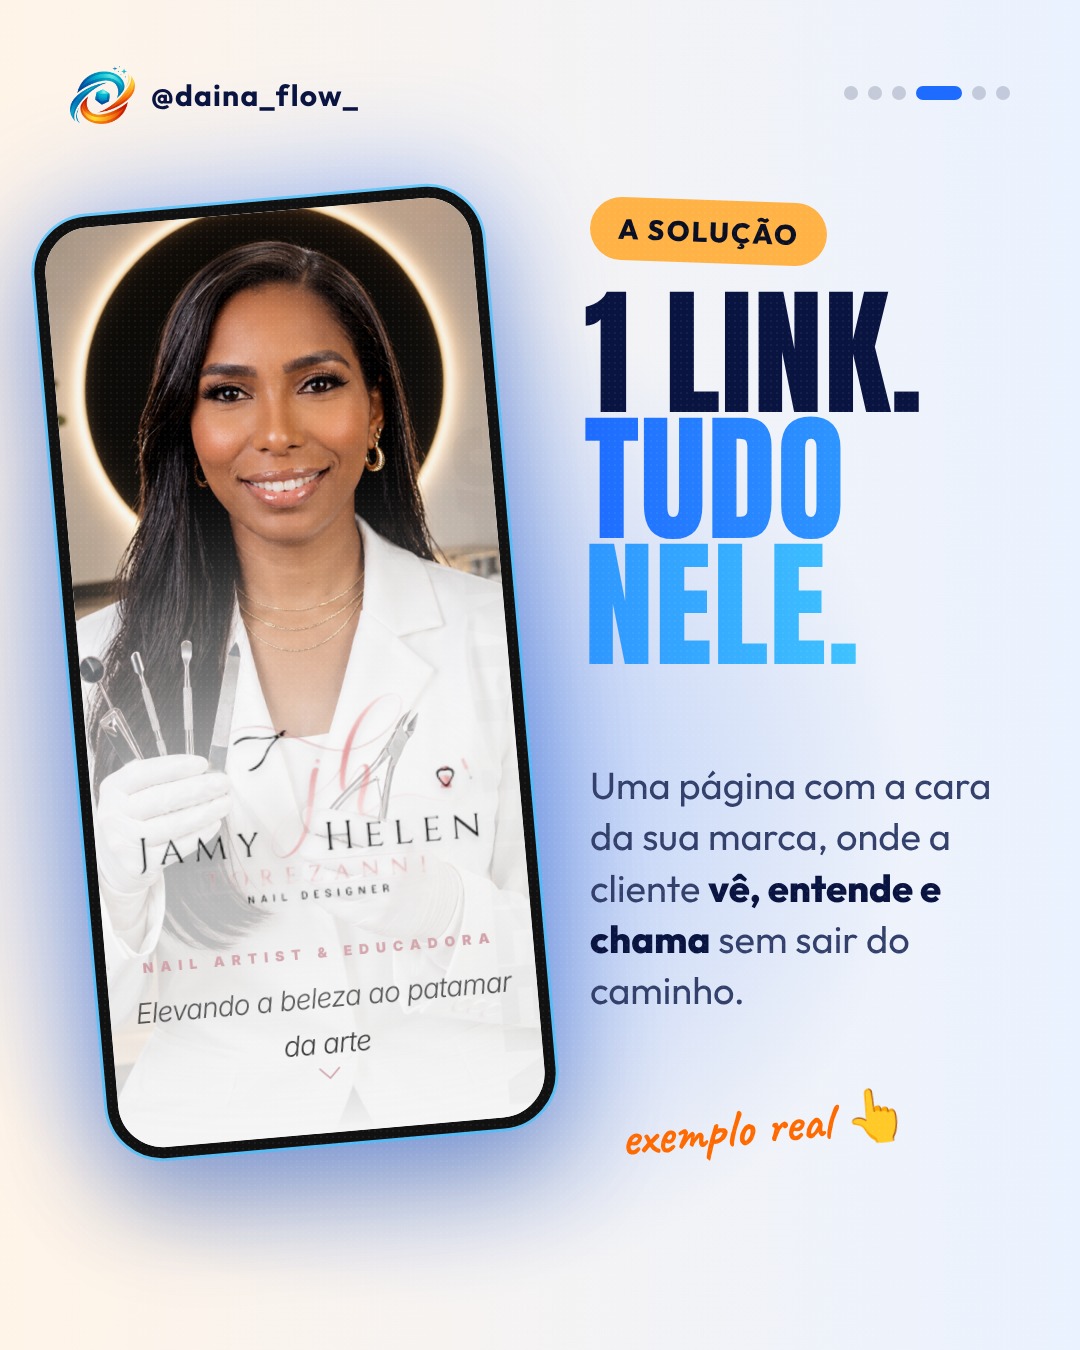 @daina_flow_
A SOLUÇÃO
1 LINK.
TUDO
NELE.
Uma página com a cara
da sua marca, onde a
cliente vê, entende e
chama sem sair do
caminho.
exemplo real
jh
JAMY HELEN
NAIL DESIGNER
NAIL ARTIST & EDUCADORA
Elevando a beleza ao patamar
da arte